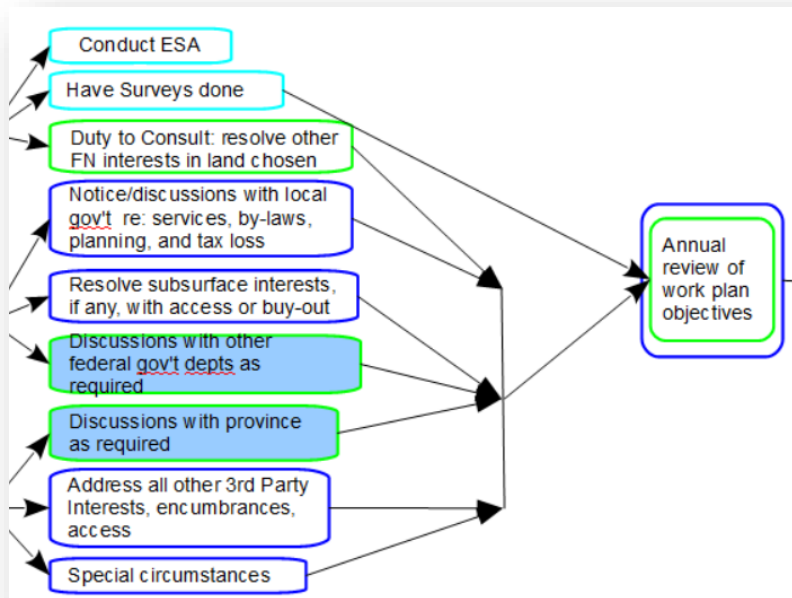 Conduct ESA
Have Surveys done
Duty to Consult: resolve other
FN interests in land chosen
Notice/discussions with local
gov't re: services, by-laws,
planning, and tax loss
Resolve subsurface interests,
if any, with access or buy-out
Discussions with other
federal gov't depts as
required
Discussions with province
as required
Address all other 3rd Party
Interests, encumbrances,
access
Special circumstances
Annual
review of
work plan
objectives